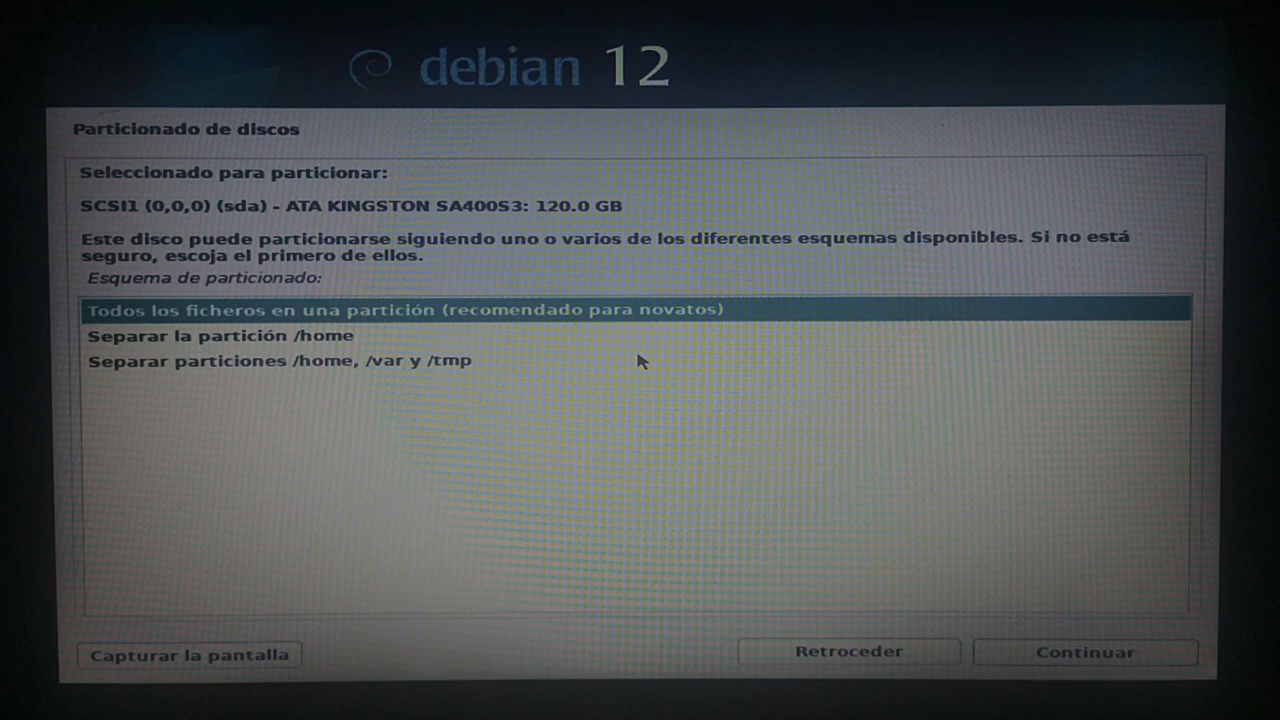 debian 12
Particionado de discos
Seleccionado para particionar:
SCSI1 (0,0,0) (sda) - ATA KINGSTON SA400S3: 120.0 GB
Este disco puede particionarse siguiendo uno o varios de los diferentes esquemas disponibles. Si no está
seguro, escoja el primero de ellos.
Esquema de particionado:
Todos los ficheros en una partición (recomendado para novatos)
Separar la partición /home
Separar particiones /home, /var y /tmp
Capturar la pantalla
Retroceder
Continuar